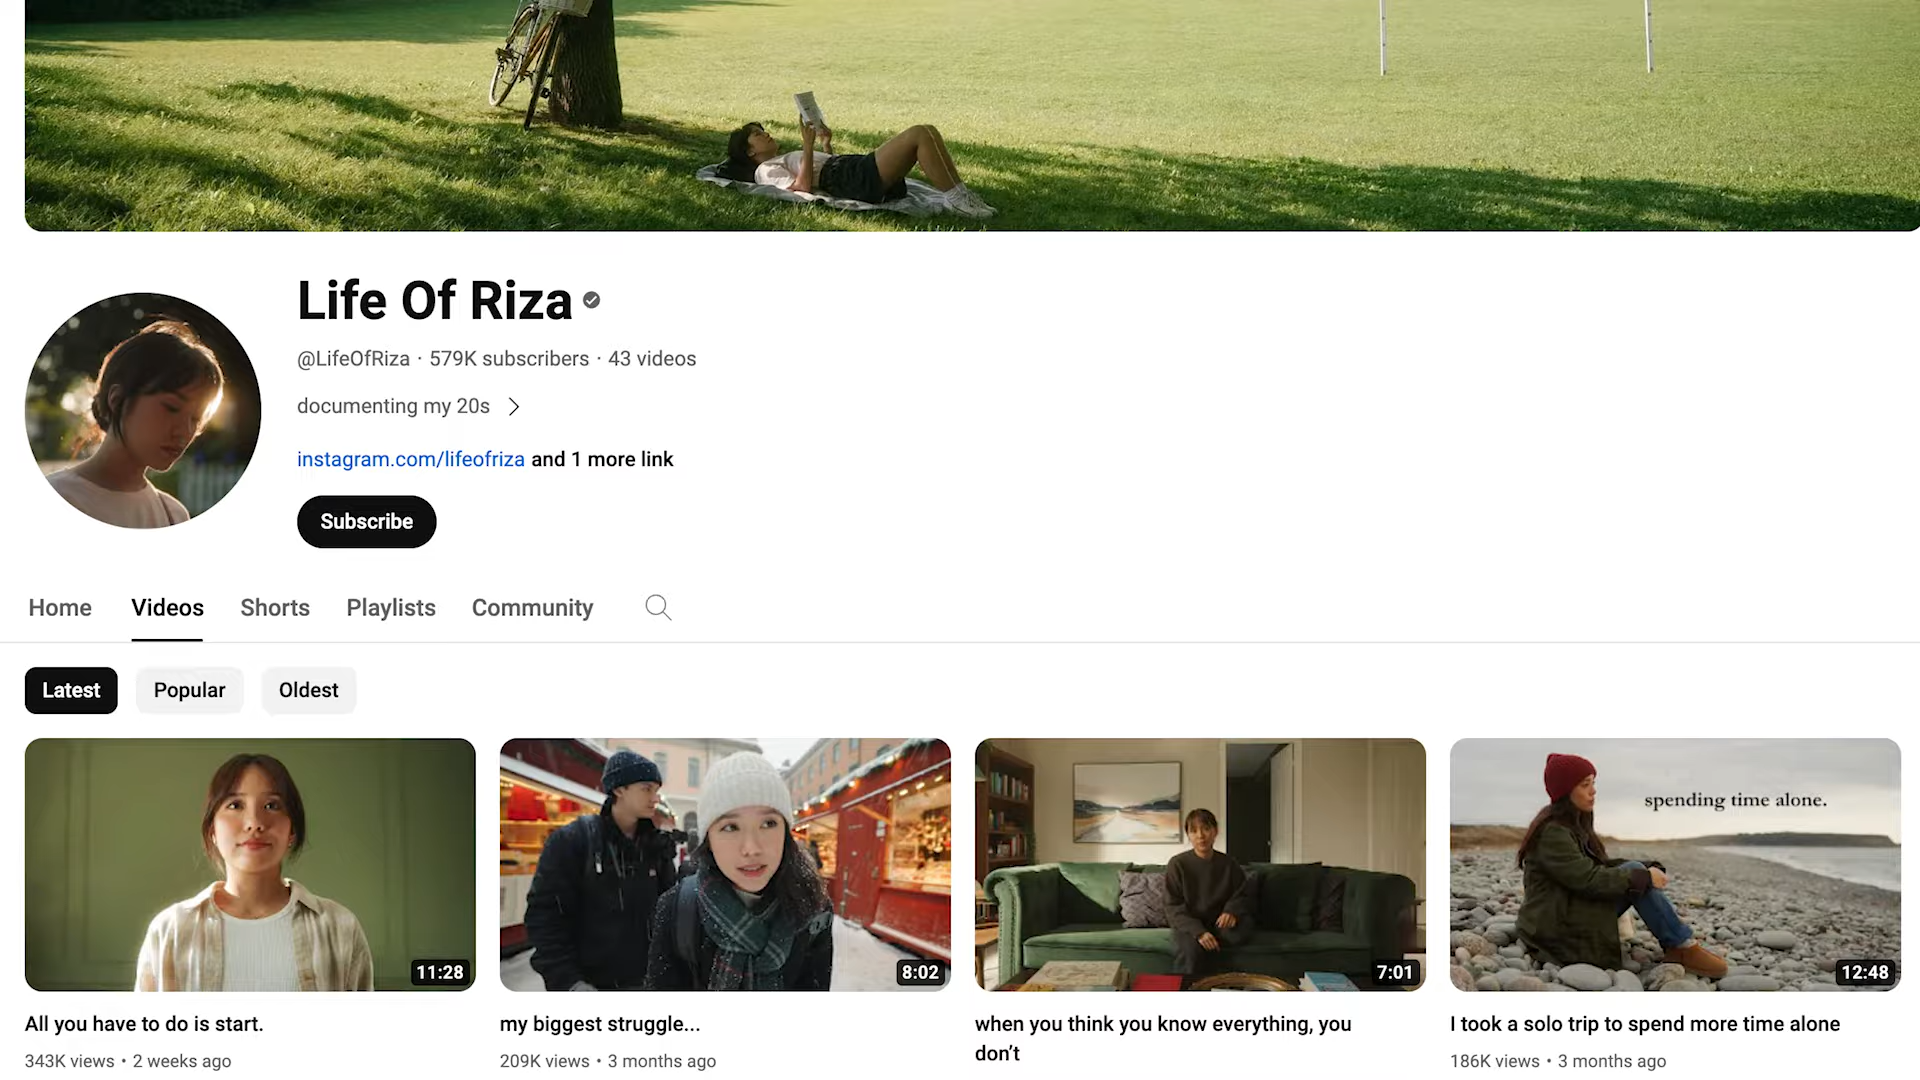 Life Of Riza
@LifeOfRiza · 579K subscribers · 43 videos
documenting my 20s
instagram.com/lifeofriza and 1 more link
Subscribe
Home Videos Shorts Playlists Community
Latest Popular Oldest
11:28
8:02
7:01
spending time alone.
12:48
All you have to do is start.
343K views • 2 weeks ago
my biggest struggle...
209K views • 3 months ago
when you think you know everything, you
don’t
I took a solo trip to spend more time alone
186K views • 3 months ago